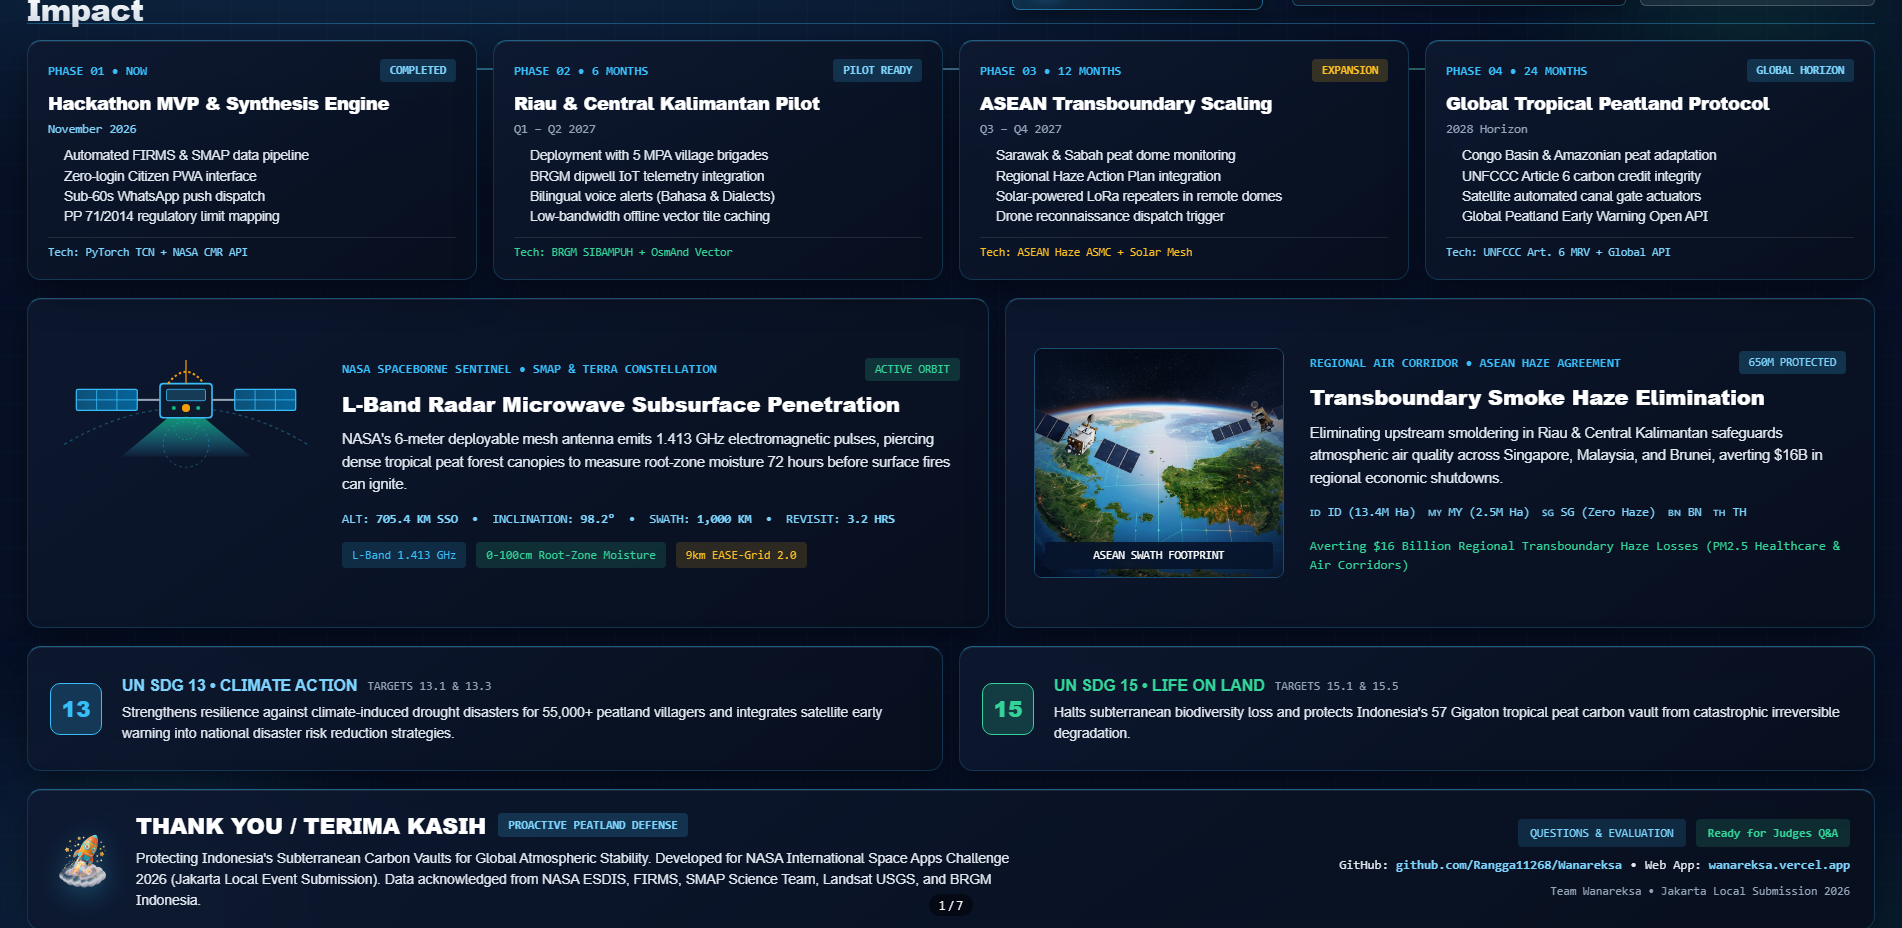 Impact
PHASE 01 • NOW
COMPLETED
Hackathon MVP & Synthesis Engine
November 2026
Automated FIRMS & SMAP data pipeline
Zero-login Citizen PWA interface
Sub-60s WhatsApp push dispatch
PP 71/2014 regulatory limit mapping
Tech: PyTorch TCN + NASA CMR API
PHASE 02 • 6 MONTHS
PILOT READY
Riau & Central Kalimantan Pilot
Q1 – Q2 2027
Deployment with 5 MPA village brigades
BRGM dipwell IoT telemetry integration
Bilingual voice alerts (Bahasa & Dialects)
Low-bandwidth offline vector tile caching
Tech: BRGM SIBAMPUH + OsmAnd Vector
PHASE 03 • 12 MONTHS
EXPANSION
ASEAN Transboundary Scaling
Q3 – Q4 2027
Sarawak & Sabah peat dome monitoring
Regional Haze Action Plan integration
Solar-powered LoRa repeaters in remote domes
Drone reconnaissance dispatch trigger
Tech: ASEAN Haze ASMC + Solar Mesh
PHASE 04 • 24 MONTHS
GLOBAL HORIZON
Global Tropical Peatland Protocol
2028 Horizon
Congo Basin & Amazonian peat adaptation
UNFCCC Article 6 carbon credit integrity
Satellite automated canal gate actuators
Global Peatland Early Warning Open API
Tech: UNFCCC Art. 6 MRV + Global API
NASA SPACEBORNE SENTINEL • SMAP & TERRA CONSTELLATION
ACTIVE ORBIT
L-Band Radar Microwave Subsurface Penetration
NASA's 6-meter deployable mesh antenna emits 1.413 GHz electromagnetic pulses, piercing
dense tropical peat forest canopies to measure root-zone moisture 72 hours before surface fires
can ignite.
ALT: 705.4 KM SSO • INCLINATION: 98.2° • SWATH: 1,000 KM • REVISIT: 3.2 HRS
L-Band 1.413 GHz
0-100cm Root-Zone Moisture
9km EASE-Grid 2.0
ASEAN SWATH FOOTPRINT
REGIONAL AIR CORRIDOR • ASEAN HAZE AGREEMENT
650M PROTECTED
Transboundary Smoke Haze Elimination
Eliminating upstream smoldering in Riau & Central Kalimantan safeguards
atmospheric air quality across Singapore, Malaysia, and Brunei, averting $16B in
regional economic shutdowns.
ID ID (13.4M Ha) MY MY (2.5M Ha) SG SG (Zero Haze) BN BN TH TH
Averting $16 Billion Regional Transboundary Haze Losses (PM2.5 Healthcare &
Air Corridors)
13
UN SDG 13 • CLIMATE ACTION TARGETS 13.1 & 13.3
Strengthens resilience against climate-induced drought disasters for 55,000+ peatland villagers and integrates satellite early
warning into national disaster risk reduction strategies.
15
UN SDG 15 • LIFE ON LAND TARGETS 15.1 & 15.5
Halts subterranean biodiversity loss and protects Indonesia's 57 Gigaton tropical peat carbon vault from catastrophic irreversible
degradation.
THANK YOU / TERIMA KASIH
PROACTIVE PEATLAND DEFENSE
Protecting Indonesia's Subterranean Carbon Vaults for Global Atmospheric Stability. Developed for NASA International Space Apps Challenge
2026 (Jakarta Local Event Submission). Data acknowledged from NASA ESDIS, FIRMS, SMAP Science Team, Landsat USGS, and BRGM
Indonesia.
QUESTIONS & EVALUATION
Ready for Judges Q&A
GitHub: github.com/Rangga11268/Wanareksa • Web App: wanareksa.vercel.app
Team Wanareksa • Jakarta Local Submission 2026
1/7